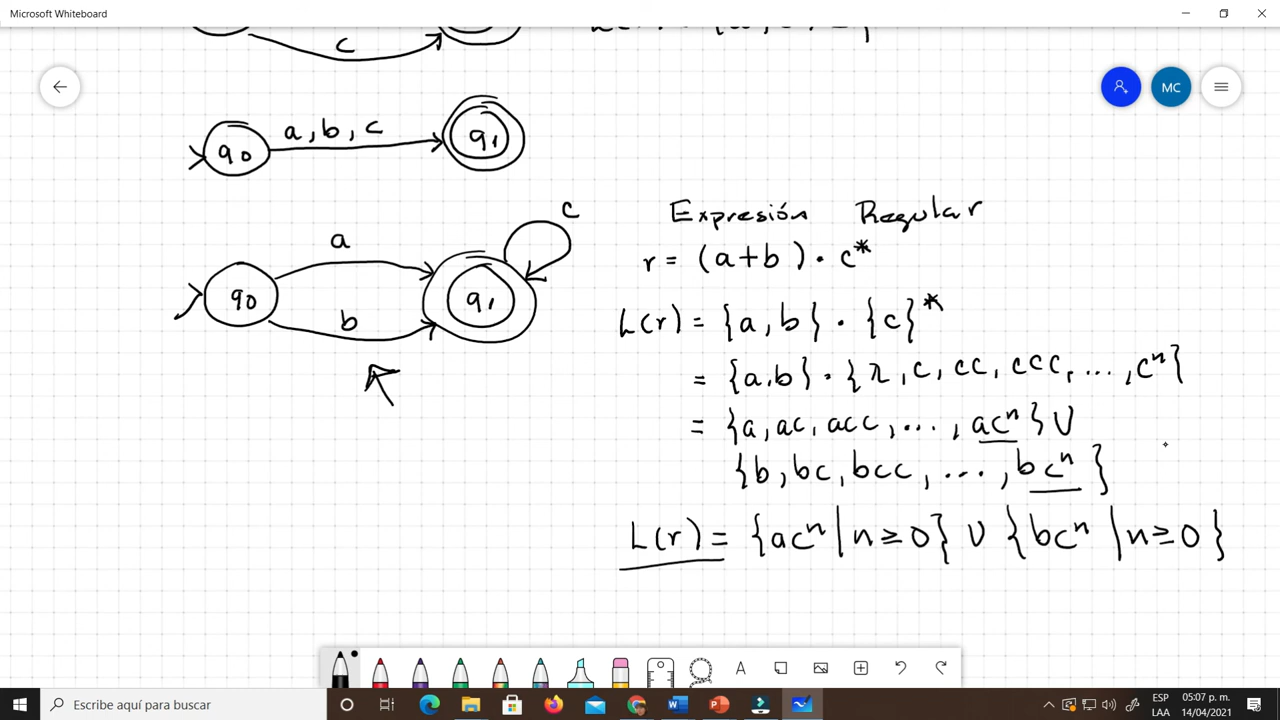 Microsoft Whiteboard
c
MC
a, b, c
q0
q1
c
Expresión Regular
a
r = (a+b) · c*
q0
q1
b
L(r) = {a, b} · {c}*
= {a,b} · {λ, c, cc, ccc, ..., cⁿ}
= {a, ac, acc, ..., acⁿ} ∪
{b, bc, bcc, ..., bcⁿ}
L(r) = {acⁿ | n ≥ 0} ∪ {bcⁿ | n ≥ 0}
A
Escribe aquí para buscar
ESP
LAA
05:07 p. m.
14/04/2021